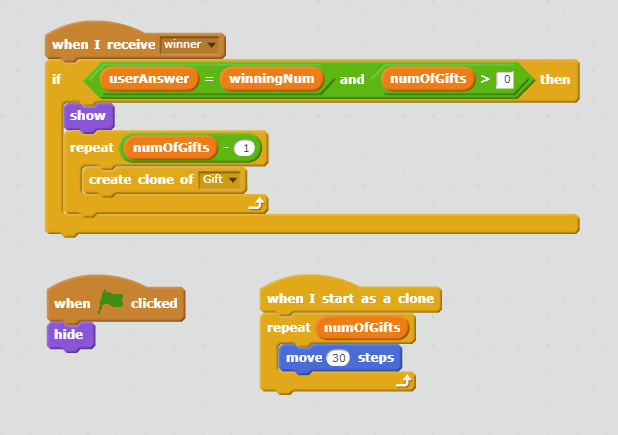 when I receive winner
if userAnswer = winningNum and numOfGifts > 0 then
show
repeat numOfGifts - 1
create clone of Gift
when clicked
hide
when I start as a clone
repeat numOfGifts
move 30 steps